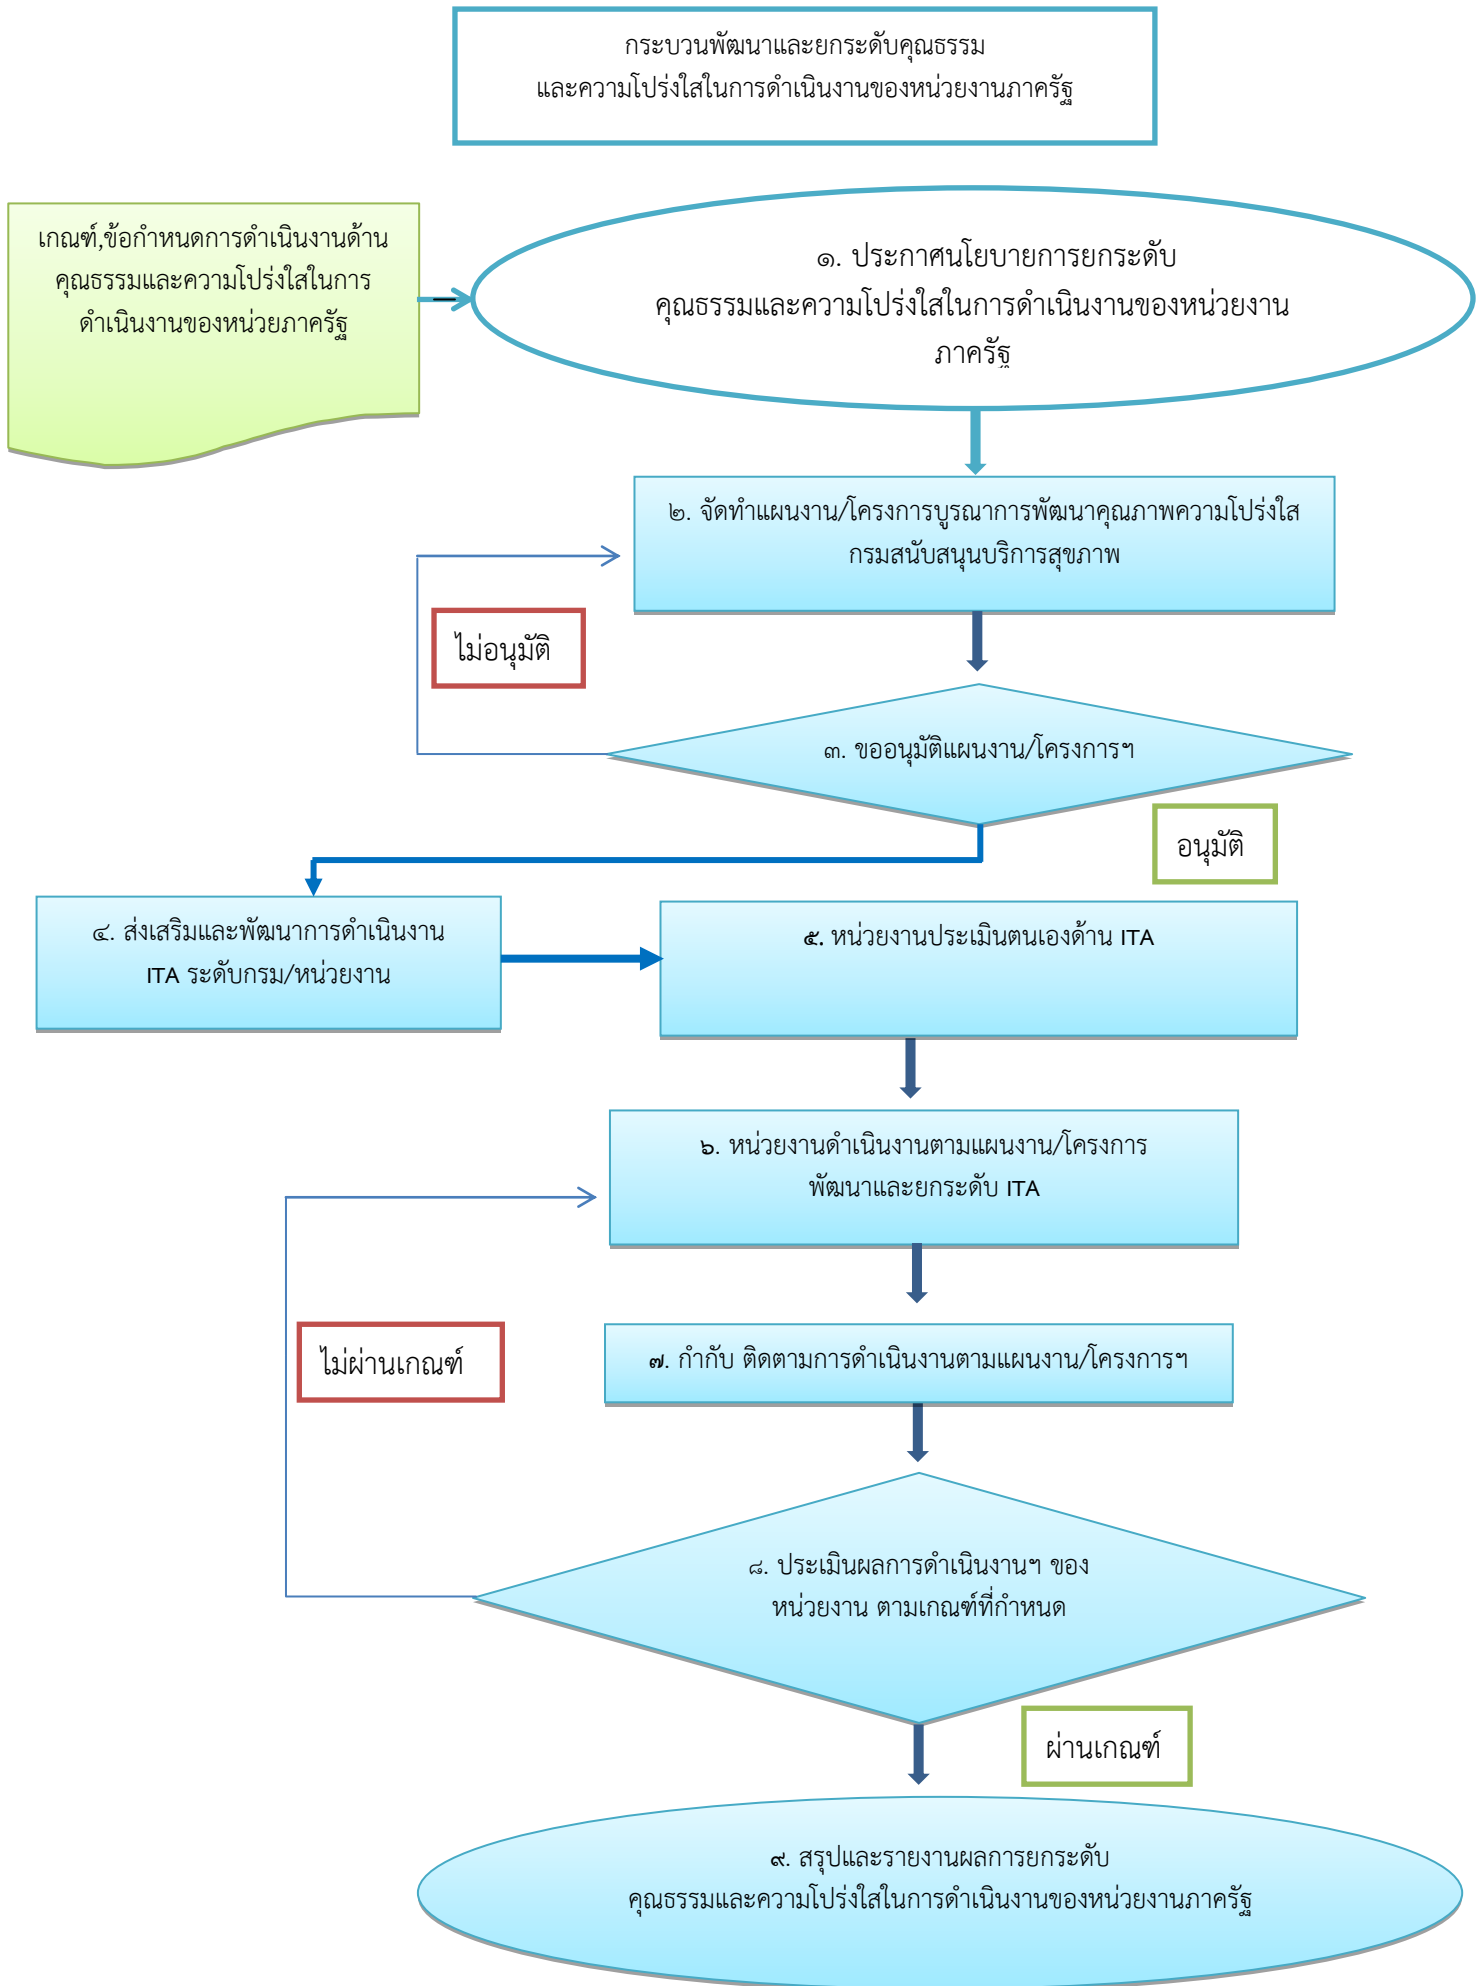 กระบวนพัฒนาและยกระดับคุณธรรม
และความโปร่งใสในการดำเนินงานของหน่วยงานภาครัฐ
เกณฑ์,ข้อกำหนดการดำเนินงานด้าน
คุณธรรมและความโปร่งใสในการ
ดำเนินงานของหน่วยภาครัฐ
๑. ประกาศนโยบายการยกระดับ
คุณธรรมและความโปร่งใสในการดำเนินงานของหน่วยงาน
ภาครัฐ
๒. จัดทำแผนงาน/โครงการบูรณาการพัฒนาคุณภาพความโปร่งใส
กรมสนับสนุนบริการสุขภาพ
ไม่อนุมัติ
๓. ขออนุมัติแผนงาน/โครงการฯ
อนุมัติ
๔. ส่งเสริมและพัฒนาการดำเนินงาน
ITA ระดับกรม/หน่วยงาน
๕. หน่วยงานประเมินตนเองด้าน ITA
๖. หน่วยงานดำเนินงานตามแผนงาน/โครงการ
พัฒนาและยกระดับ ITA
ไม่ผ่านเกณฑ์
๗. กำกับ ติดตามการดำเนินงานตามแผนงาน/โครงการฯ
๘. ประเมินผลการดำเนินงานฯ ของ
หน่วยงาน ตามเกณฑ์ที่กำหนด
ผ่านเกณฑ์
๙. สรุปและรายงานผลการยกระดับ
คุณธรรมและความโปร่งใสในการดำเนินงานของหน่วยงานภาครัฐ